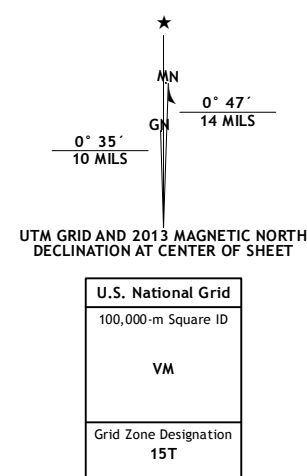 ★
MN
0° 47´
14 MILS
GN
0° 35´
10 MILS
UTM GRID AND 2013 MAGNETIC NORTH
DECLINATION AT CENTER OF SHEET
U.S. National Grid
100,000-m Square ID
VM
Grid Zone Designation
15T